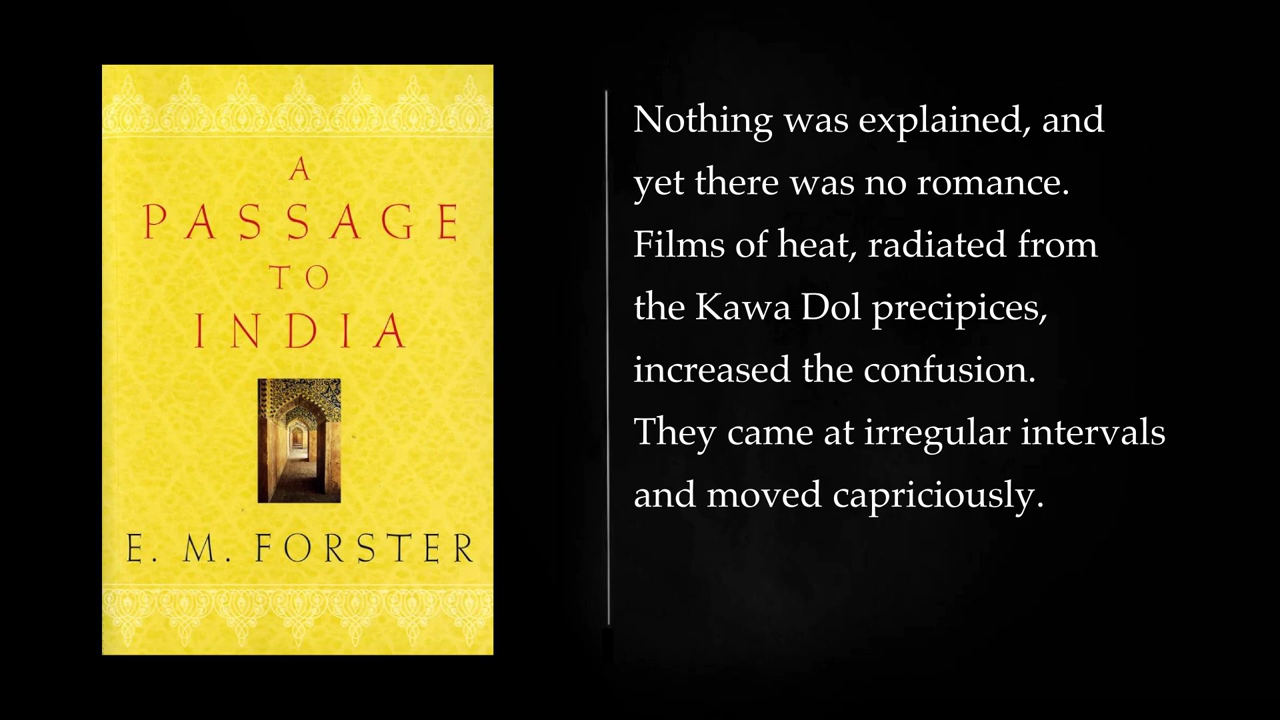 A
PASSAGE
TO
INDIA
E. M. FORSTER
Nothing was explained, and
yet there was no romance.
Films of heat, radiated from
the Kawa Dol precipices,
increased the confusion.
They came at irregular intervals
and moved capriciously.